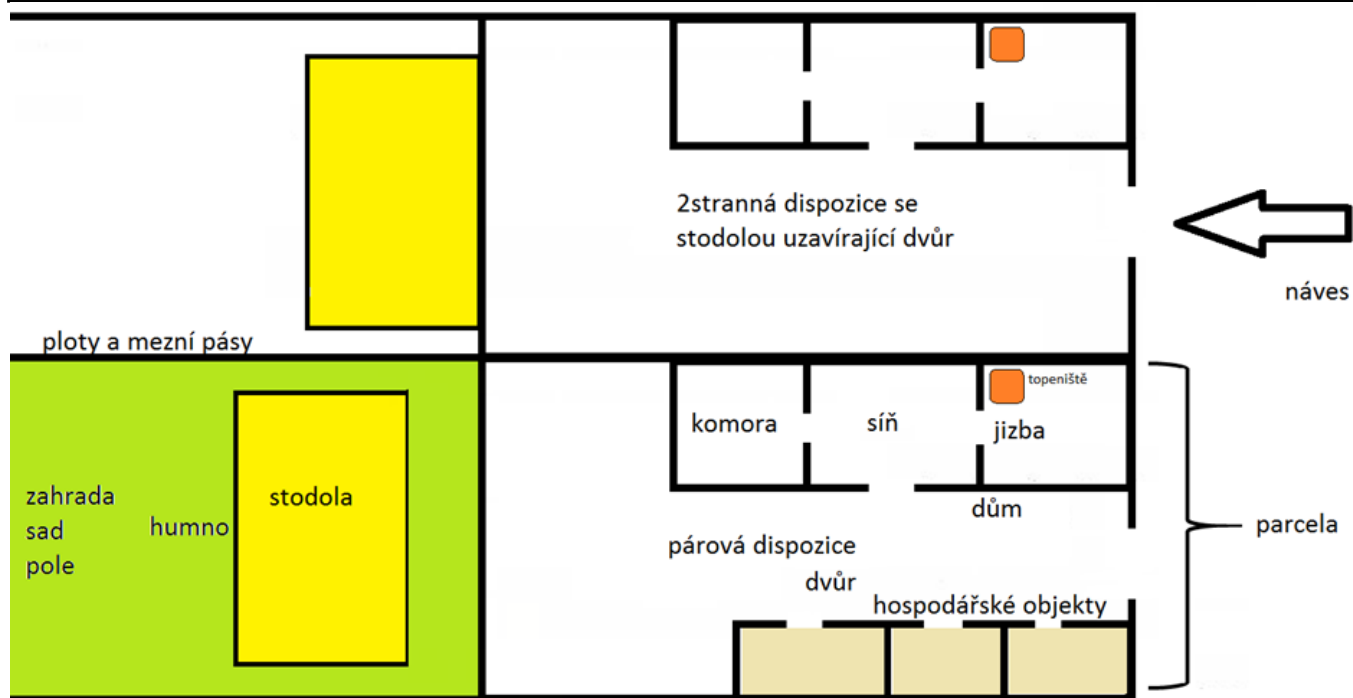 2stranná dispozice se
stodolou uzavírající dvůr
náves
ploty a mezní pásy
topeniště
komora
síň
jizba
zahrada
sad
pole
humno
stodola
dům
parcela
párová dispozice
dvůr
hospodářské objekty